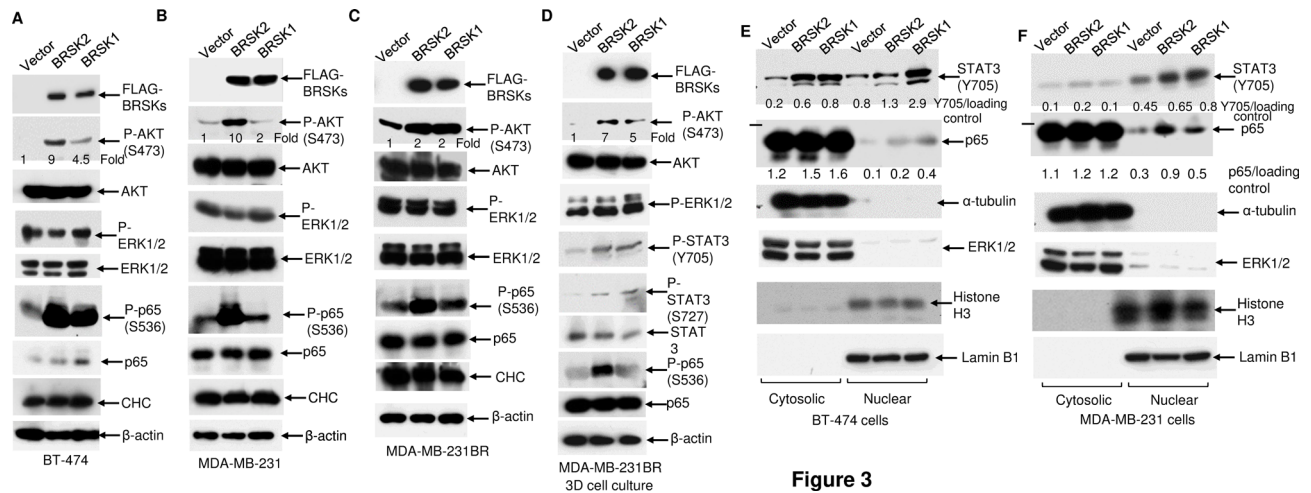 A
Vector
BRSK2
BRSK1
FLAG-
BRSKs
P-AKT
(S473)
1 9 4.5 Fold
AKT
P-
ERK1/2
ERK1/2
P-p65
(S536)
p65
CHC
β-actin
BT-474
B
Vector
BRSK2
BRSK1
FLAG-
BRSKs
P-AKT
(S473)
1 10 2 Fold
AKT
P-
ERK1/2
ERK1/2
P-p65
(S536)
p65
CHC
β-actin
MDA-MB-231
C
Vector
BRSK2
BRSK1
FLAG-
BRSKs
P-AKT
(S473)
1 2 2 Fold
AKT
P-
ERK1/2
ERK1/2
P-p65
(S536)
p65
CHC
β-actin
MDA-MB-231BR
D
Vector
BRSK2
BRSK1
FLAG-
BRSKs
P-AKT
(S473)
1 7 5 Fold
AKT
P-ERK1/2
P-STAT3
(Y705)
P-
STAT3
(S727)
STAT
3
P-p65
(S536)
p65
β-actin
MDA-MB-231BR
3D cell culture
E
Vector
BRSK2
BRSK1
Vector
BRSK2
BRSK1
STAT3
(Y705)
0.2 0.6 0.8 0.8 1.3 2.9 Y705/loading
control
p65
1.2 1.5 1.6 0.1 0.2 0.4
α-tubulin
ERK1/2
Histone
H3
Lamin B1
Cytosolic Nuclear
BT-474 cells
F
Vector
BRSK2
BRSK1
Vector
BRSK2
BRSK1
STAT3
(Y705)
0.1 0.2 0.1 0.45 0.65 0.8 Y705/loading
control
p65
1.1 1.2 1.2 0.3 0.9 0.5 p65/loading
control
α-tubulin
ERK1/2
Histone
H3
Lamin B1
Cytosolic Nuclear
MDA-MB-231 cells
Figure 3